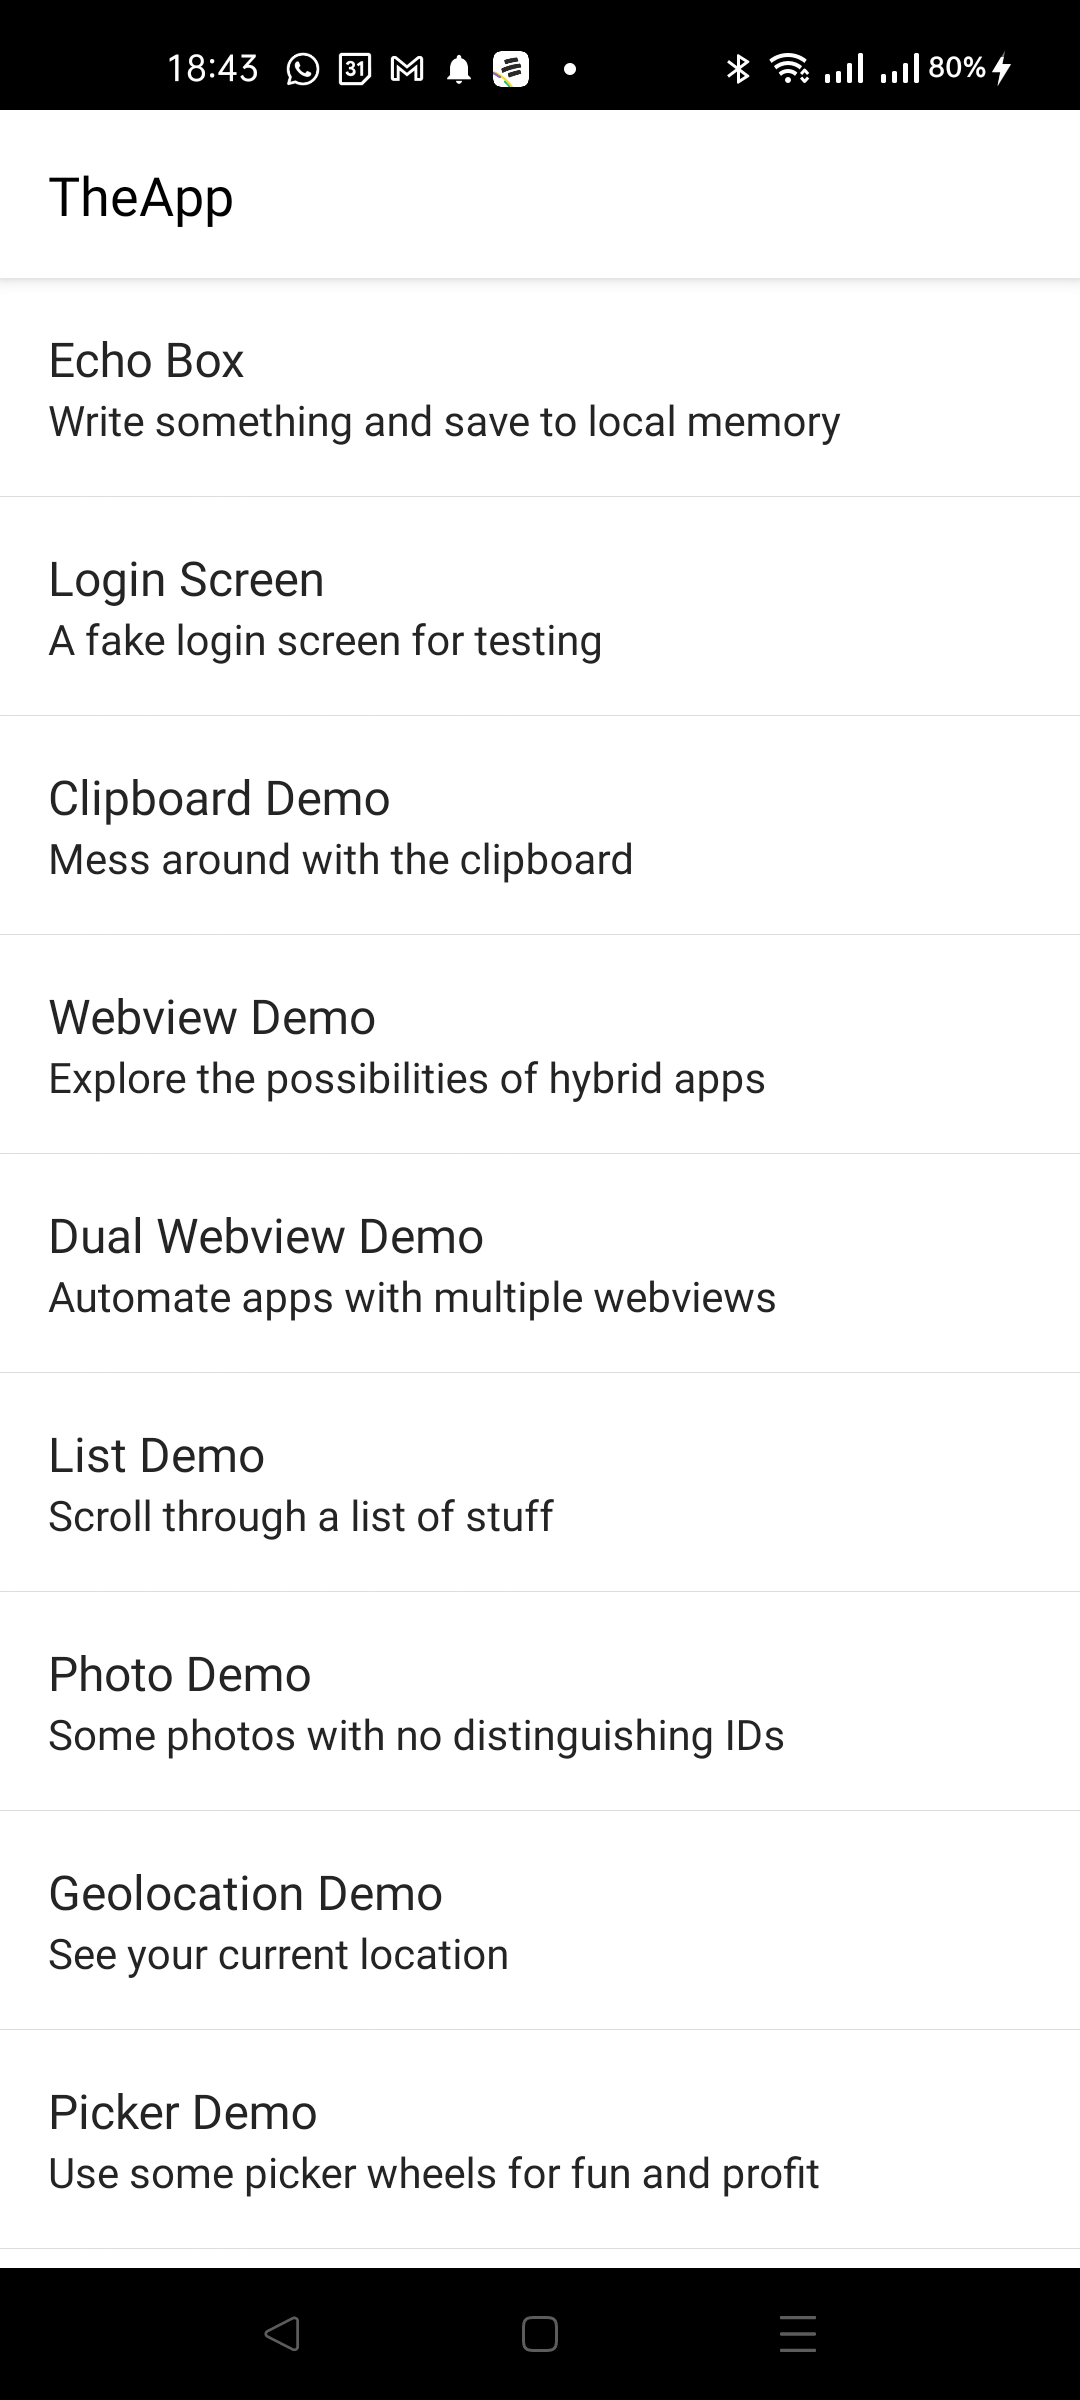 18:43 31 80%
TheApp
Echo Box
Write something and save to local memory
Login Screen
A fake login screen for testing
Clipboard Demo
Mess around with the clipboard
Webview Demo
Explore the possibilities of hybrid apps
Dual Webview Demo
Automate apps with multiple webviews
List Demo
Scroll through a list of stuff
Photo Demo
Some photos with no distinguishing IDs
Geolocation Demo
See your current location
Picker Demo
Use some picker wheels for fun and profit